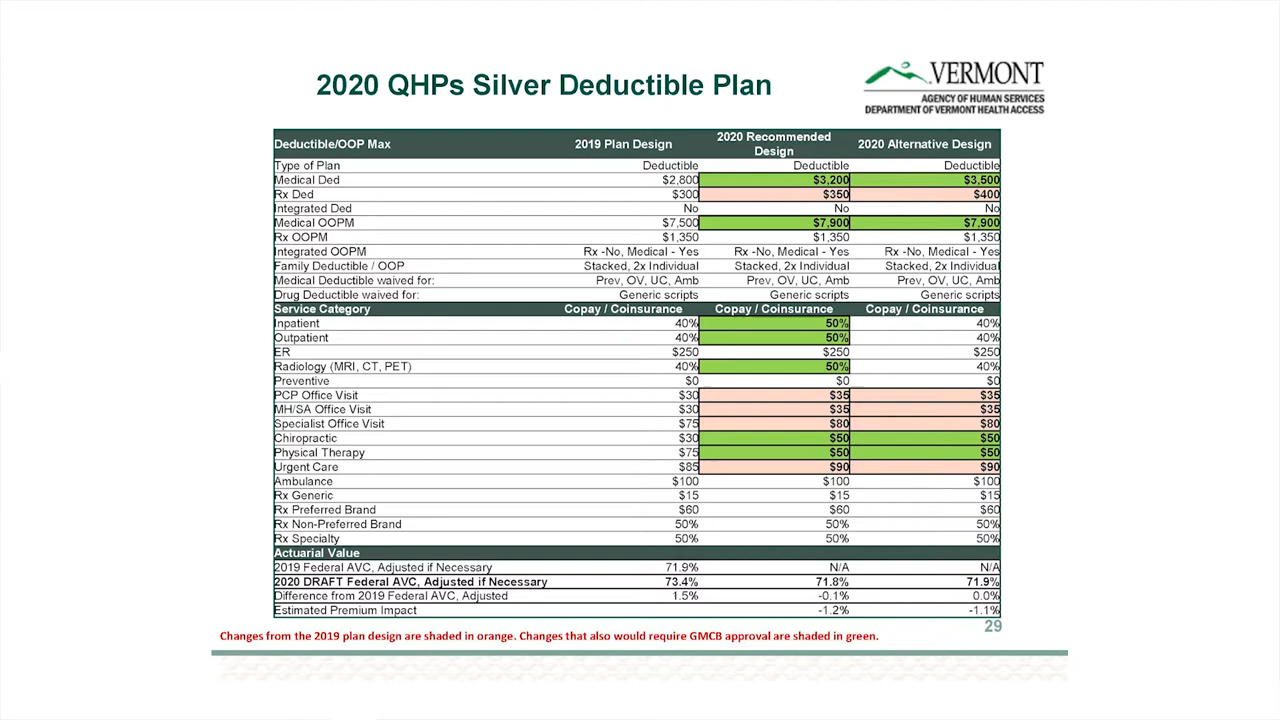 2020 QHPs Silver Deductible Plan
VERMONT
AGENCY OF HUMAN SERVICES
DEPARTMENT OF VERMONT HEALTH ACCESS
Deductible/OOP Max 2019 Plan Design 2020 Recommended Design 2020 Alternative Design
Type of Plan Deductible Deductible Deductible
Medical Ded $2,800 $3,200 $3,500
Rx Ded $300 $350 $400
Integrated Ded No No No
Medical OOPM $7,500 $7,900 $7,900
Rx OOPM $1,350 $1,350 $1,350
Integrated OOPM Rx -No, Medical - Yes Rx -No, Medical - Yes Rx -No, Medical - Yes
Family Deductible / OOP Stacked, 2x Individual Stacked, 2x Individual Stacked, 2x Individual
Medical Deductible waived for: Prev, OV, UC, Amb Prev, OV, UC, Amb Prev, OV, UC, Amb
Drug Deductible waived for: Generic scripts Generic scripts Generic scripts
Service Category Copay / Coinsurance Copay / Coinsurance Copay / Coinsurance
Inpatient 40% 50% 40%
Outpatient 40% 50% 40%
ER $250 $250 $250
Radiology (MRI, CT, PET) 40% 50% 40%
Preventive $0 $0 $0
PCP Office Visit $30 $35 $35
MH/SA Office Visit $30 $35 $35
Specialist Office Visit $75 $80 $80
Chiropractic $30 $50 $50
Physical Therapy $75 $50 $50
Urgent Care $85 $90 $90
Ambulance $100 $100 $100
Rx Generic $15 $15 $15
Rx Preferred Brand $60 $60 $60
Rx Non-Preferred Brand 50% 50% 50%
Rx Specialty 50% 50% 50%
Actuarial Value
2019 Federal AVC, Adjusted if Necessary 71.9% N/A N/A
2020 DRAFT Federal AVC, Adjusted if Necessary 73.4% 71.8% 71.9%
Difference from 2019 Federal AVC, Adjusted 1.5% -0.1% 0.0%
Estimated Premium Impact -1.2% -1.1%
29
Changes from the 2019 plan design are shaded in orange. Changes that also would require GMCB approval are shaded in green.